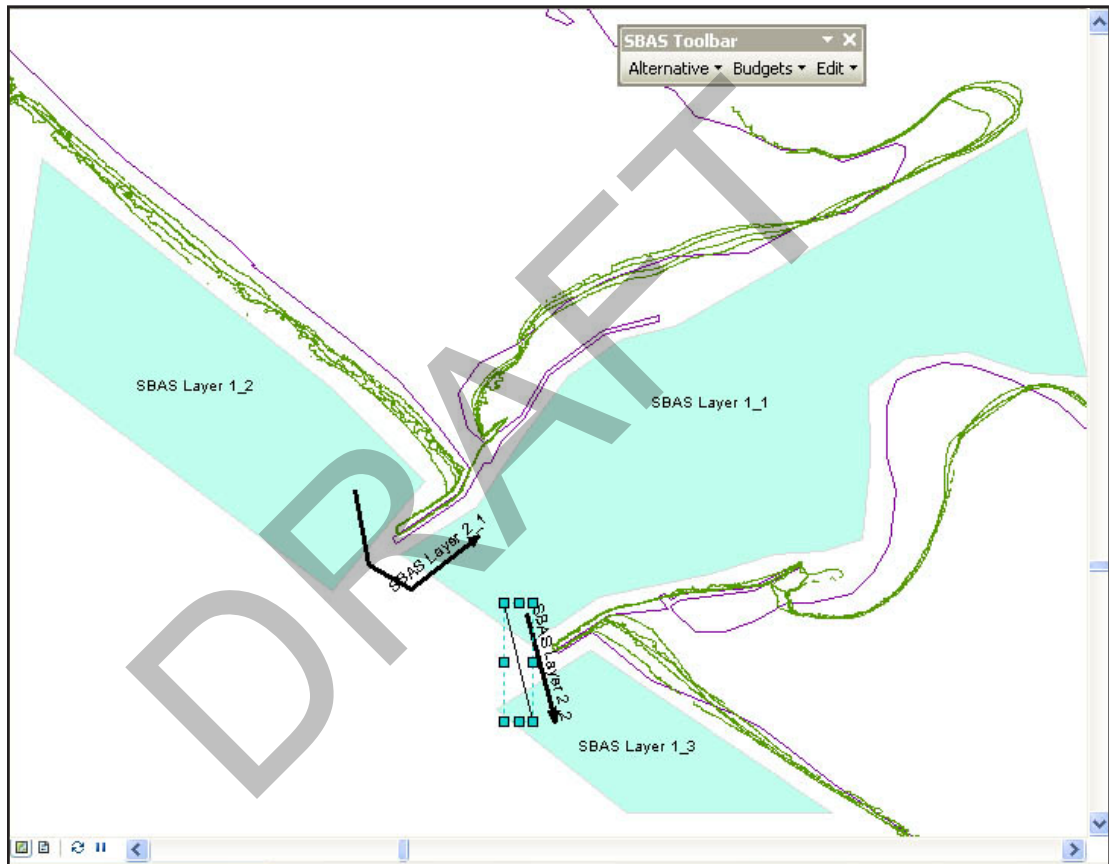 SBAS Toolbar
Alternative Budgets Edit
SBAS Layer 1_2
SBAS Layer 1_1
SBAS Layer 2_1
SBAS Layer 2_2
SBAS Layer 1_3
DRAFT